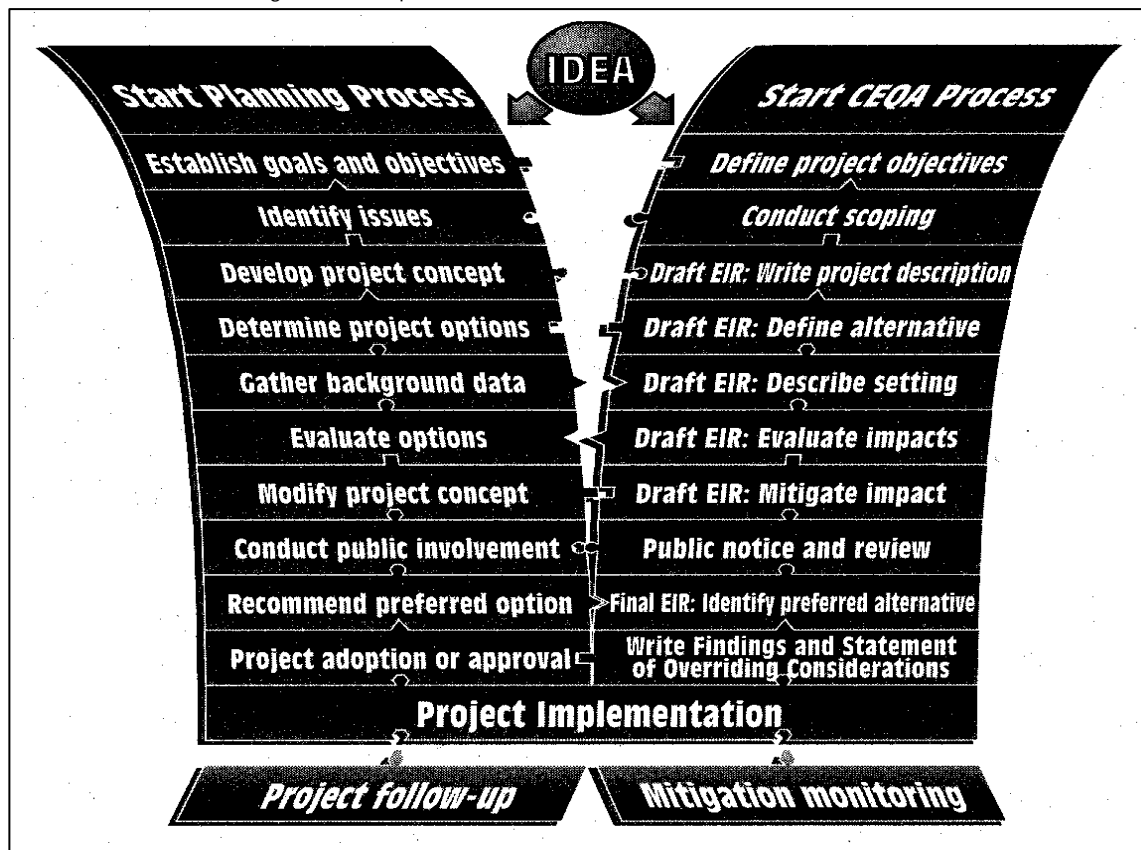 IDEA
Start Planning Process
Establish goals and objectives
Identify issues
Develop project concept
Determine project options
Gather background data
Evaluate options
Modify project concept
Conduct public involvement
Recommend preferred option
Project adoption or approval
Start CEQA Process
Define project objectives
Conduct scoping
Draft EIR: Write project description
Draft EIR: Define alternative
Draft EIR: Describe setting
Draft EIR: Evaluate impacts
Draft EIR: Mitigate impact
Public notice and review
Final EIR: Identify preferred alternative
Write Findings and Statement
of Overriding Considerations
Project Implementation
Project follow-up
Mitigation monitoring